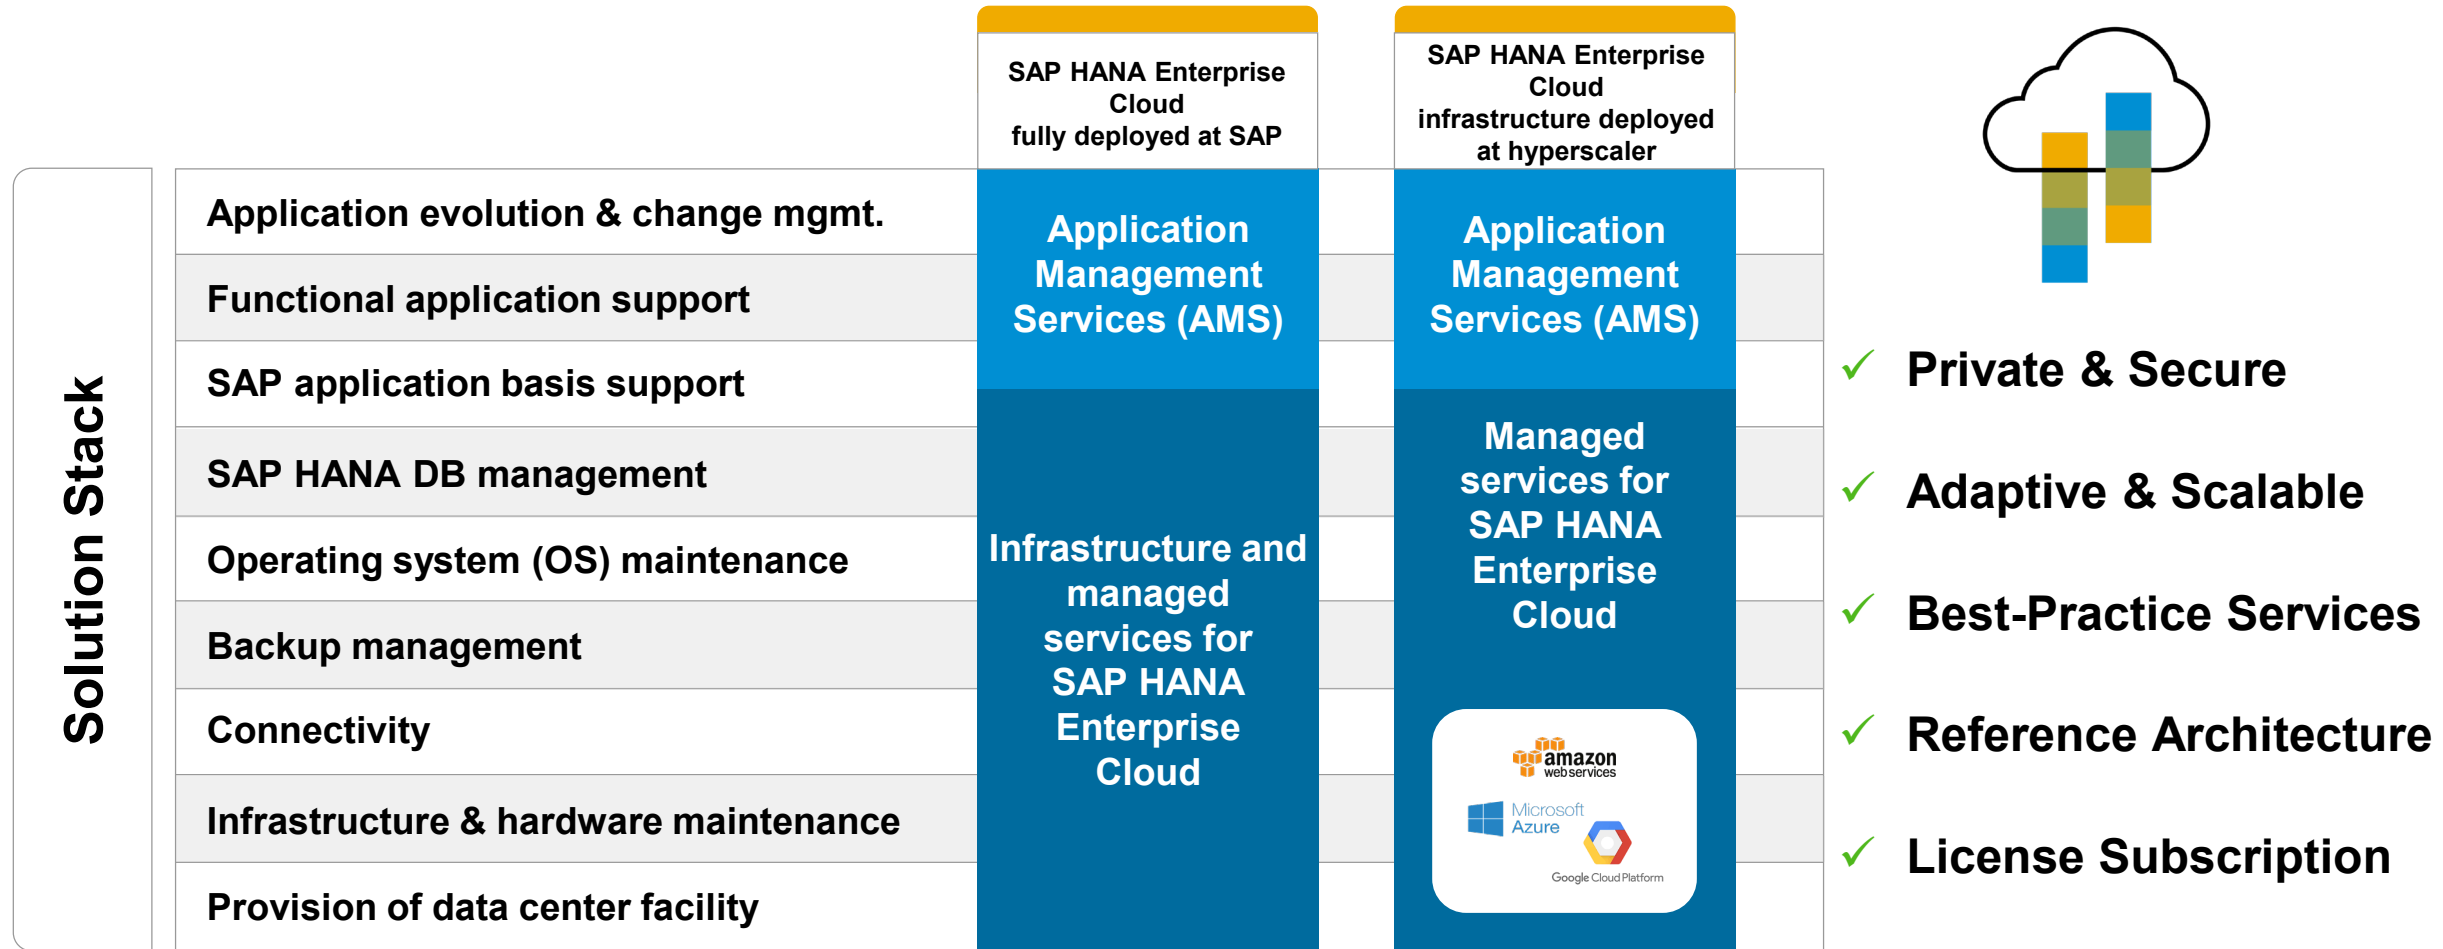 SAP HANA Enterprise
Cloud
fully deployed at SAP
SAP HANA Enterprise
Cloud
infrastructure deployed
at hyperscaler
Solution Stack
Application evolution & change mgmt.
Functional application support
SAP application basis support
SAP HANA DB management
Operating system (OS) maintenance
Backup management
Connectivity
Infrastructure & hardware maintenance
Provision of data center facility
Application
Management
Services (AMS)
Infrastructure and
managed
services for
SAP HANA
Enterprise
Cloud
Application
Management
Services (AMS)
Managed
services for
SAP HANA
Enterprise
Cloud
amazon
webservices
Microsoft
Azure
Google Cloud Platform
✓ Private & Secure
✓ Adaptive & Scalable
✓ Best-Practice Services
✓ Reference Architecture
✓ License Subscription